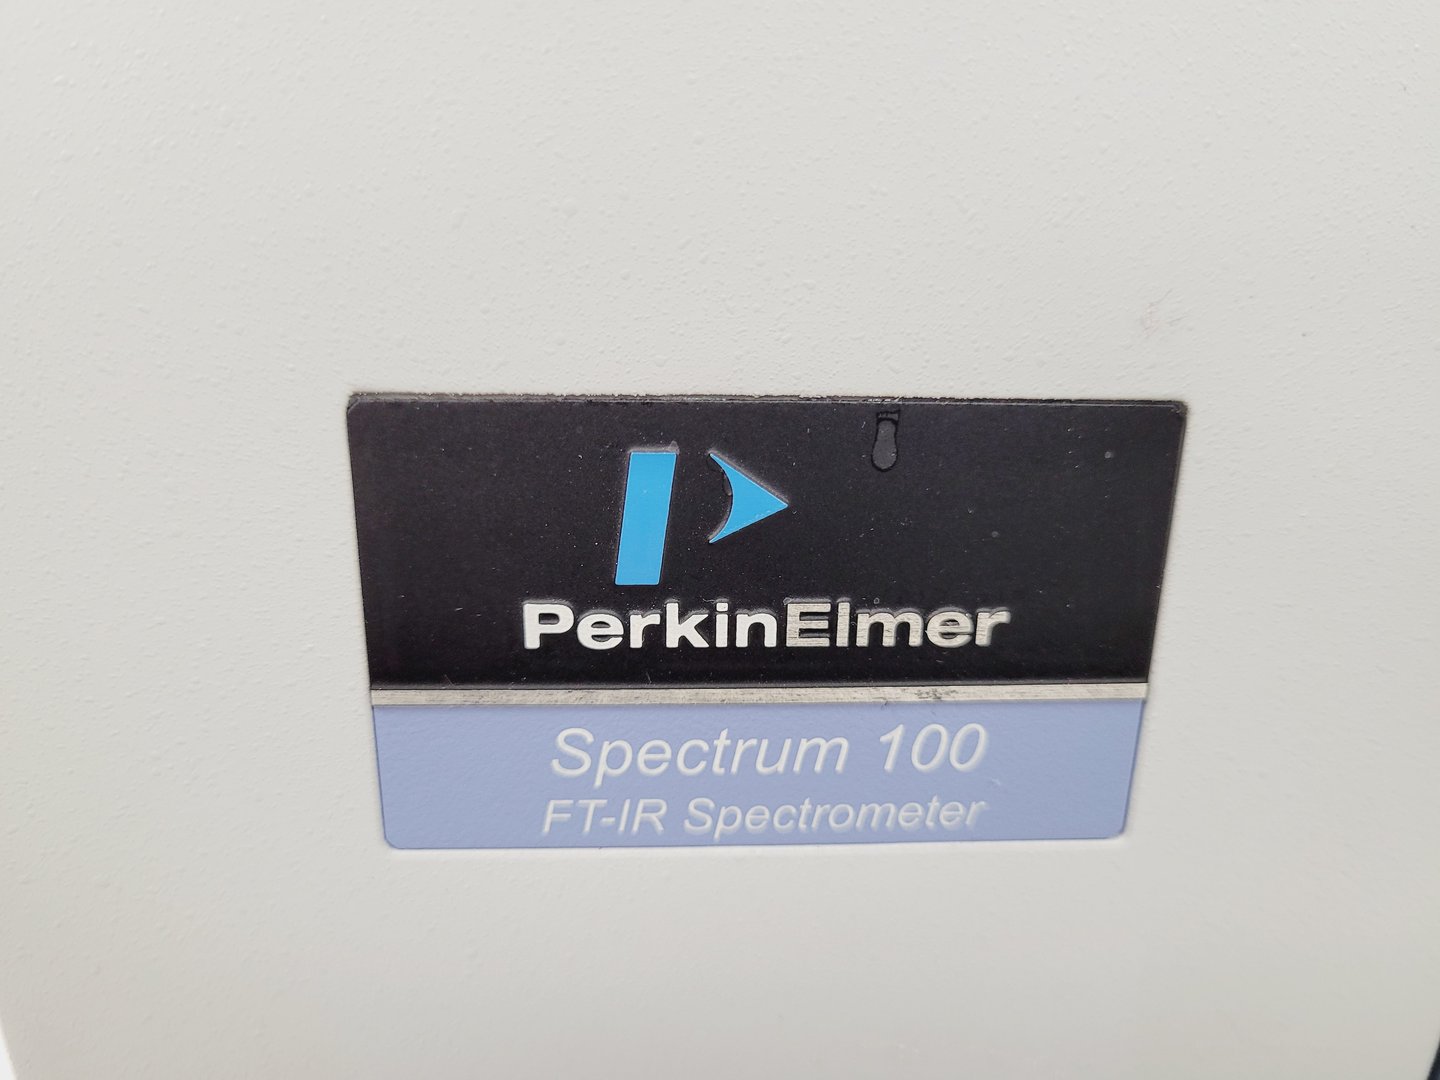 PerkinElmer
Spectrum 100
FT-IR Spectrometer